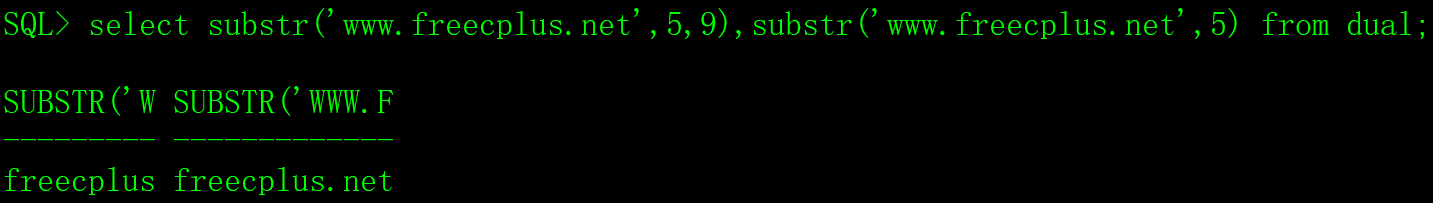 SQL> select substr('www.freecplus.net',5,9),substr('www.freecplus.net',5) from dual;
SUBSTR('W SUBSTR('WWW.F
--------- -------------
freecplus freecplus.net